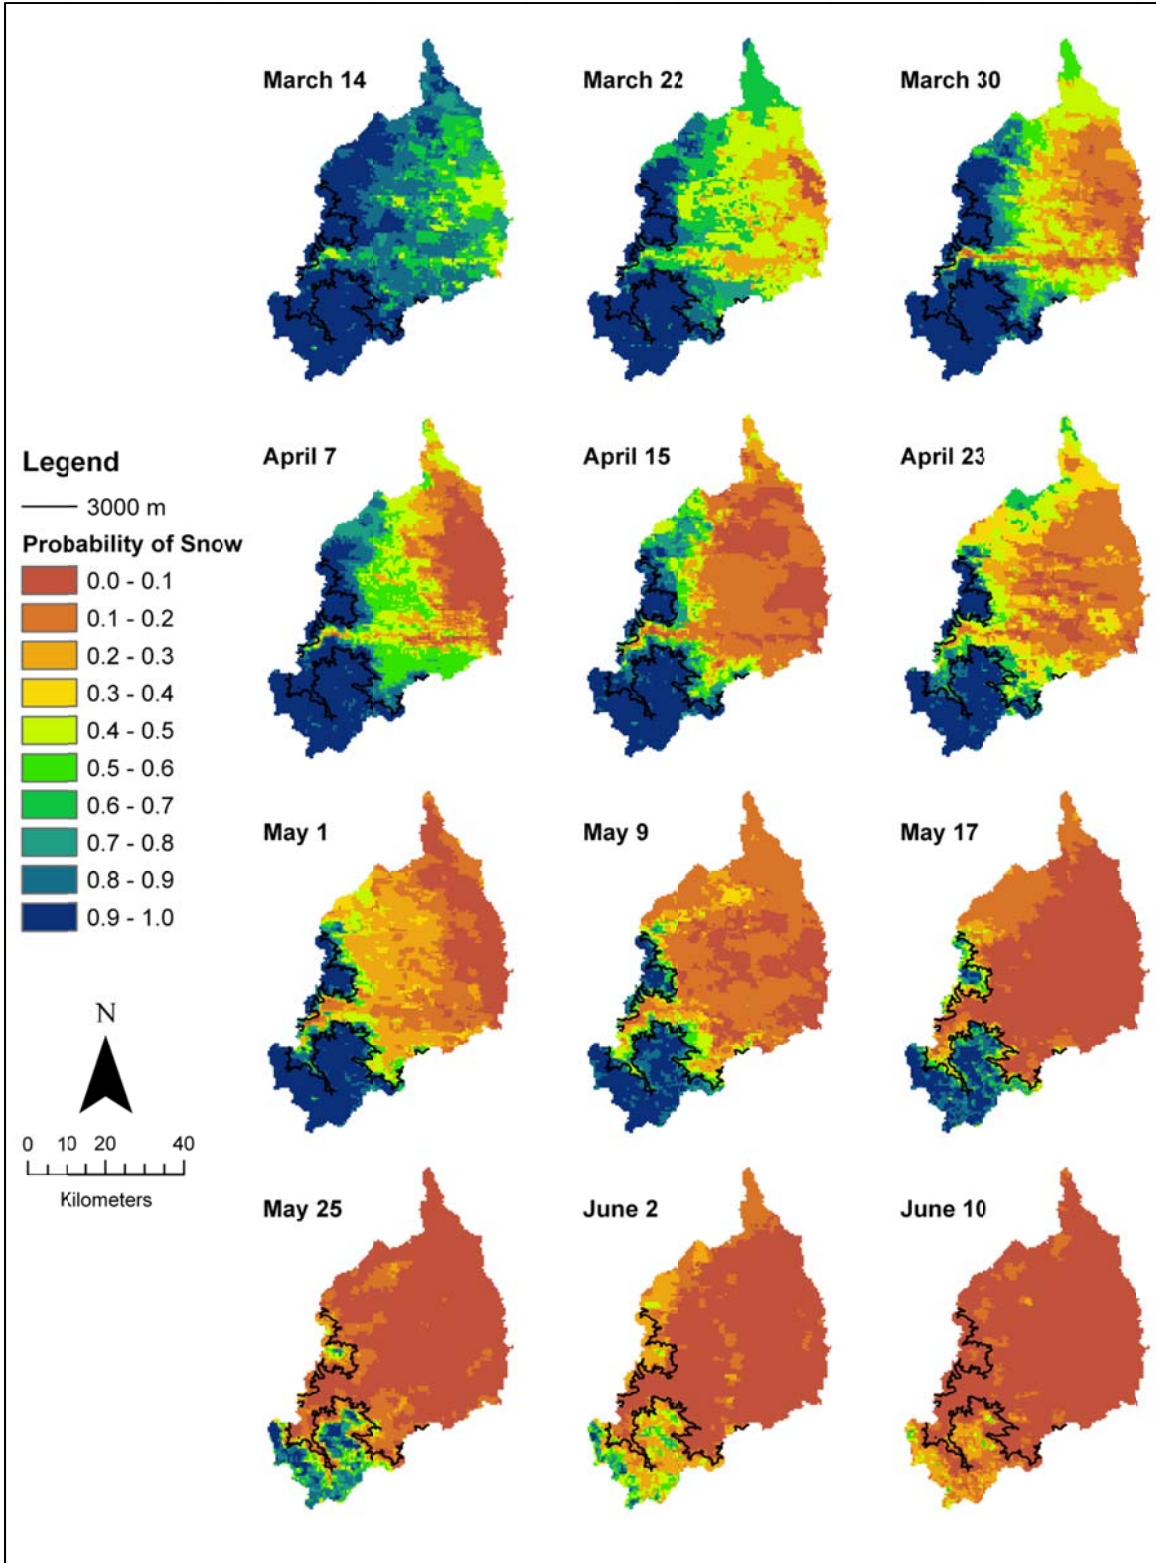 March 14
March 22
March 30
April 7
April 15
April 23
Legend
3000 m
Probability of Snow
0.0 - 0.1
0.1 - 0.2
0.2 - 0.3
0.3 - 0.4
0.4 - 0.5
0.5 - 0.6
0.6 - 0.7
0.7 - 0.8
0.8 - 0.9
0.9 - 1.0
May 1
May 9
May 17
N
0 10 20 40
Kilometers
May 25
June 2
June 10